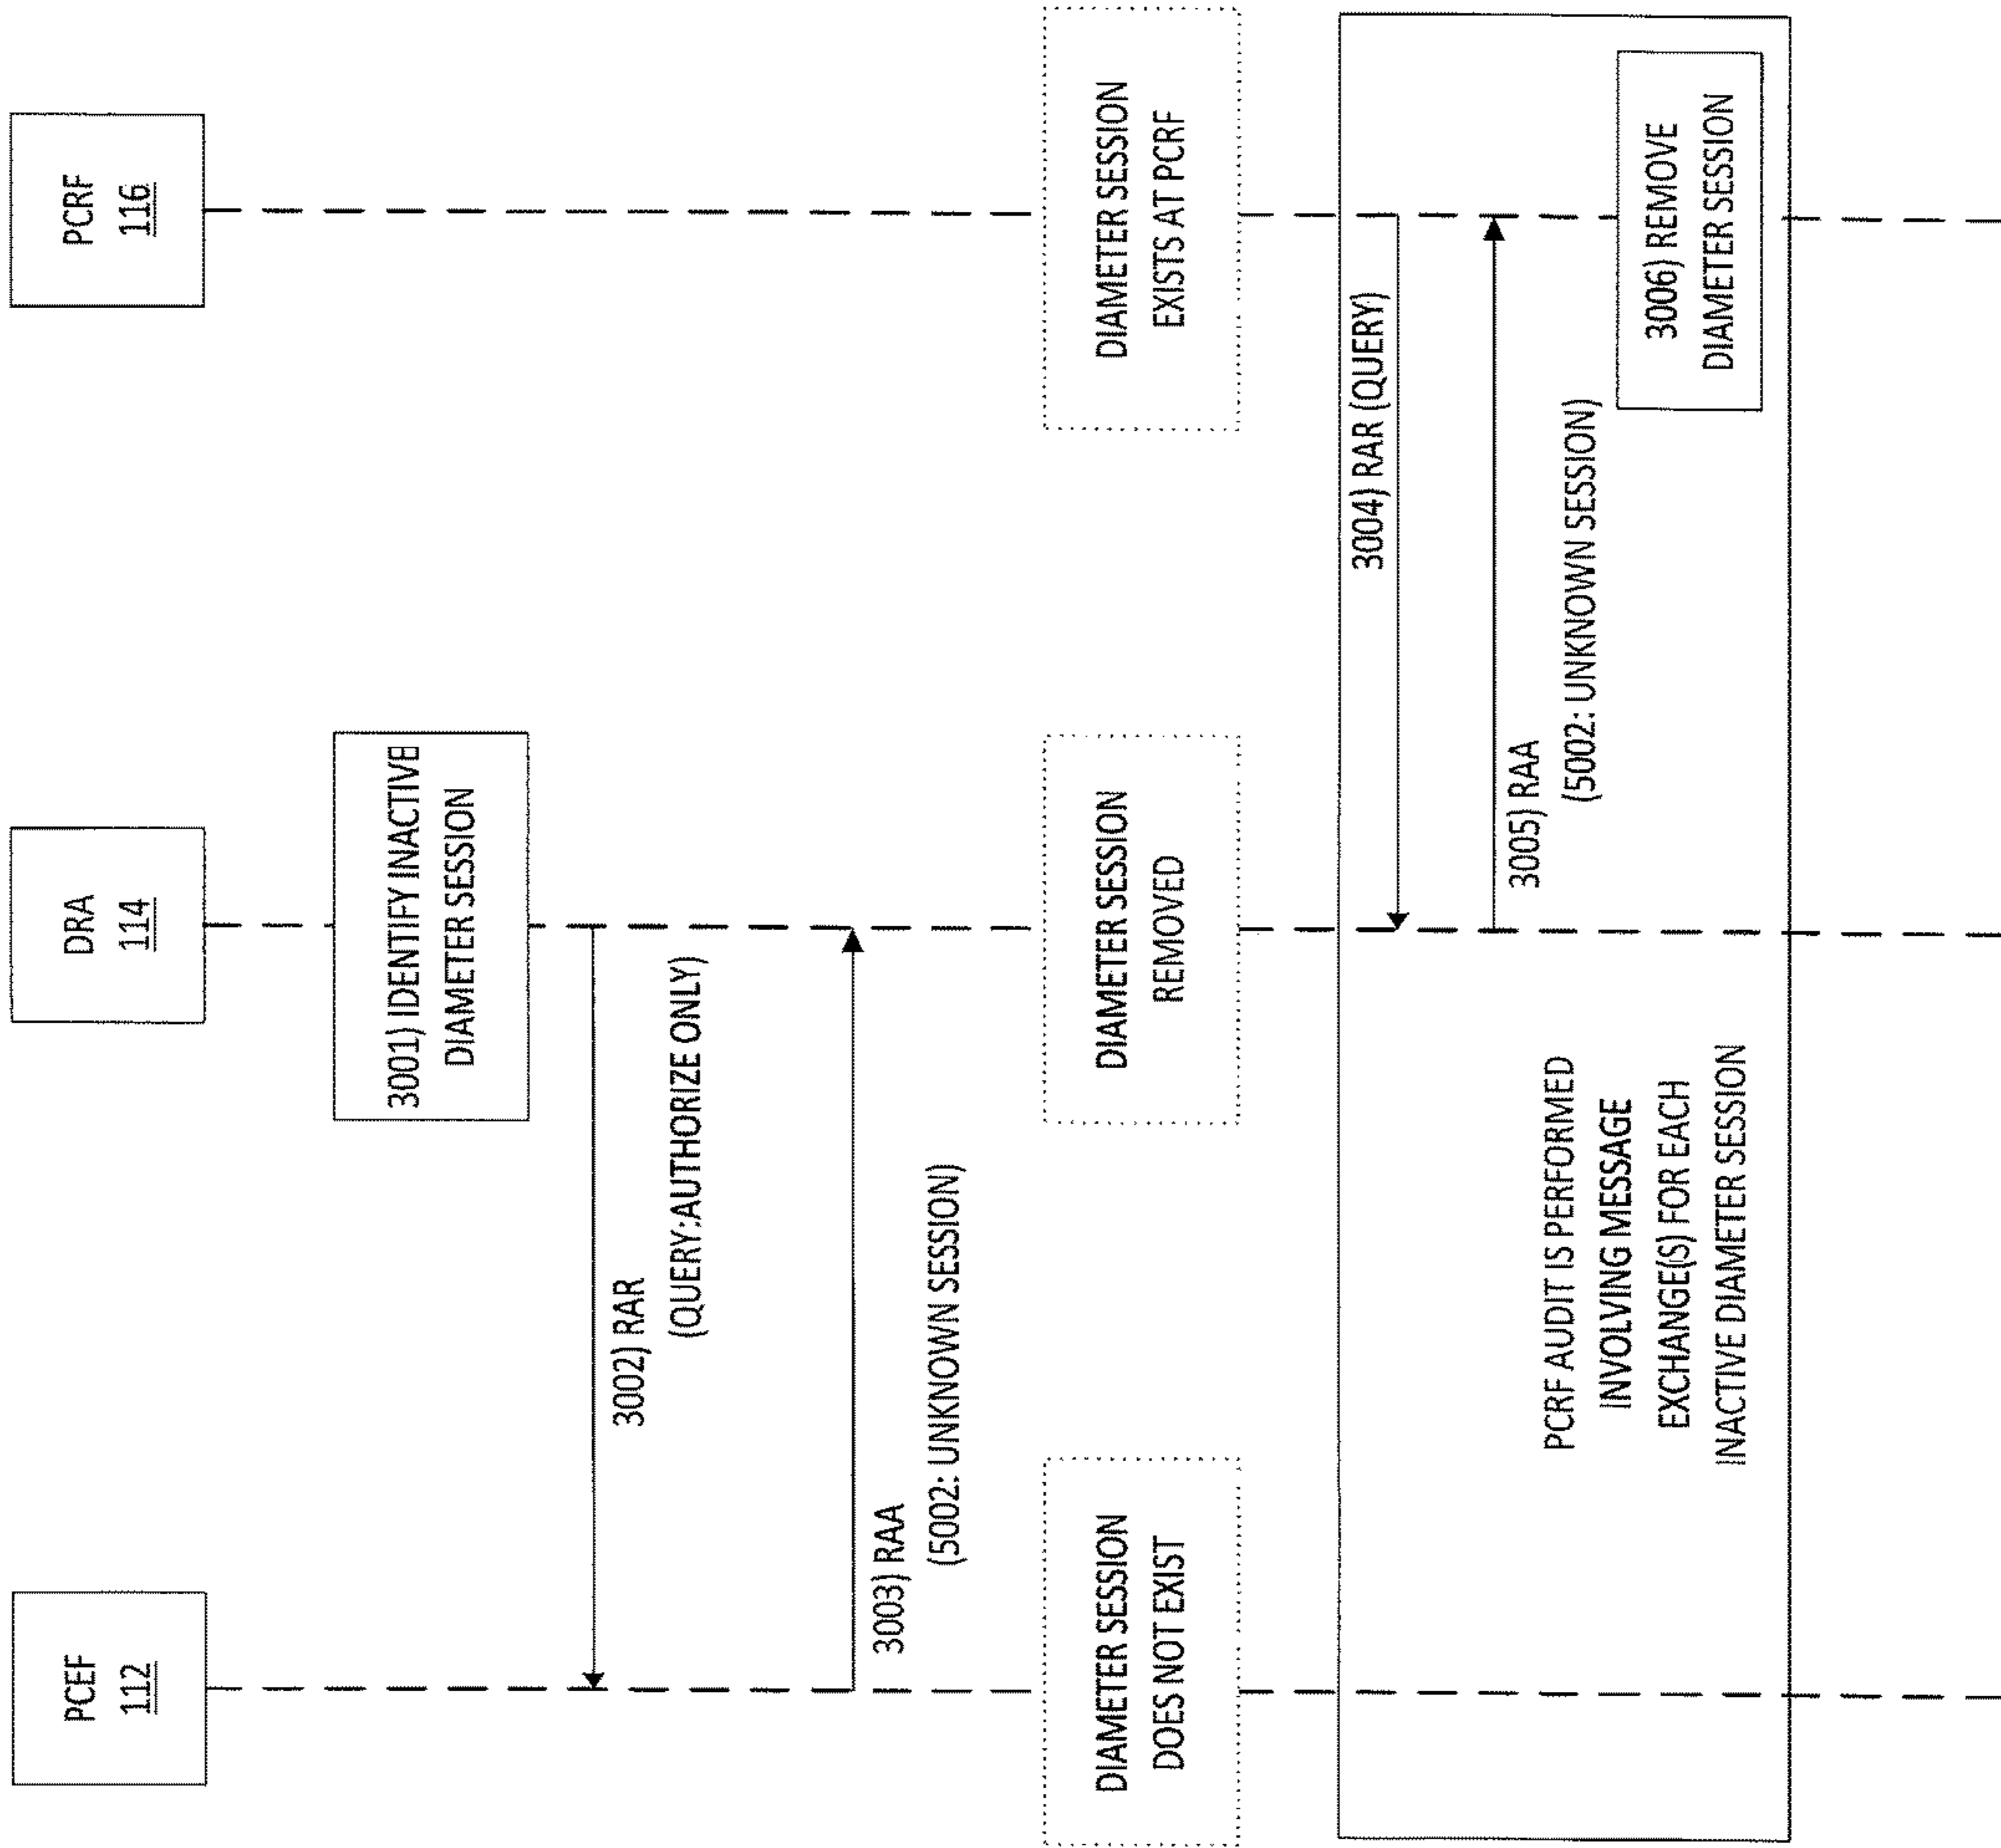 PCEF
112
DRA
114
PCRF
116
3001) IDENTIFY INACTIVE
DIAMETER SESSION
3002) RAR
(QUERY:AUTHORIZE ONLY)
3003) RAA
(5002: UNKNOWN SESSION)
DIAMETER SESSION
DOES NOT EXIST
DIAMETER SESSION
REMOVED
DIAMETER SESSION
EXISTS AT PCRF
3004) RAR (QUERY)
3005) RAA
(5002: UNKNOWN SESSION)
PCRF AUDIT IS PERFORMED
INVOLVING MESSAGE
EXCHANGE(S) FOR EACH
INACTIVE DIAMETER SESSION
3006) REMOVE
DIAMETER SESSION